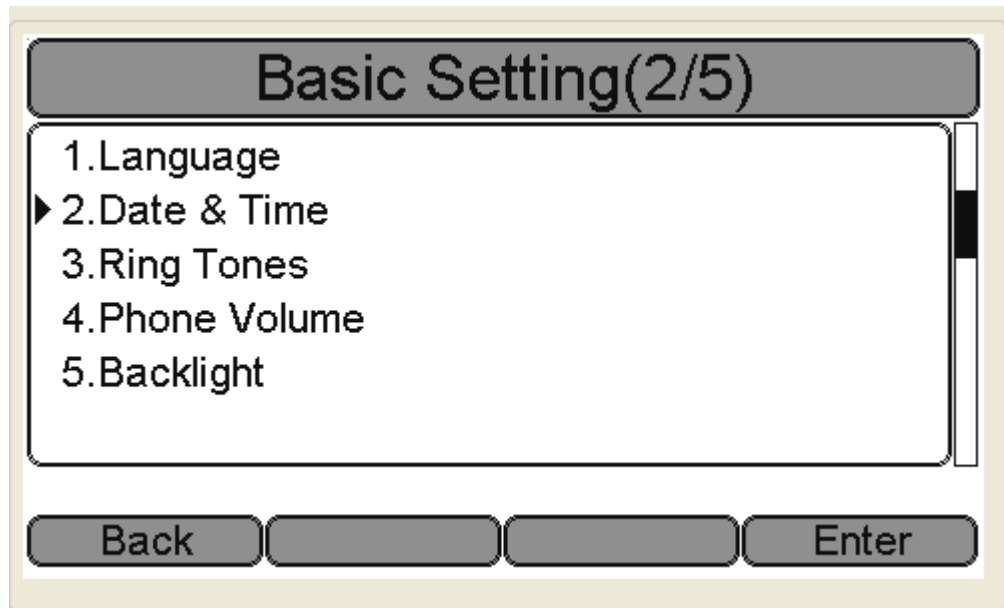 Basic Setting(2/5)
1.Language
2.Date & Time
3.Ring Tones
4.Phone Volume
5.Backlight
Back Enter